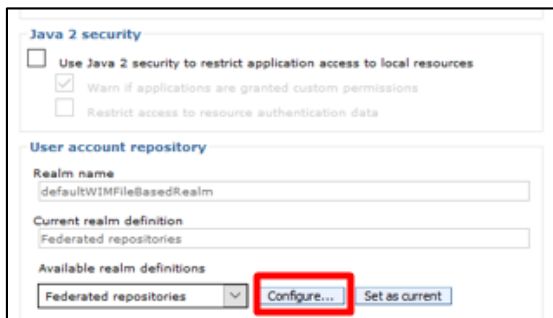 Java 2 security
Use Java 2 security to restrict application access to local resources
Warn if applications are granted custom permissions
Restrict access to resource authentication data
User account repository
Realm name
defaultWIMFileBasedRealm
Current realm definition
Federated repositories
Available realm definitions
Federated repositories Configure... Set as current